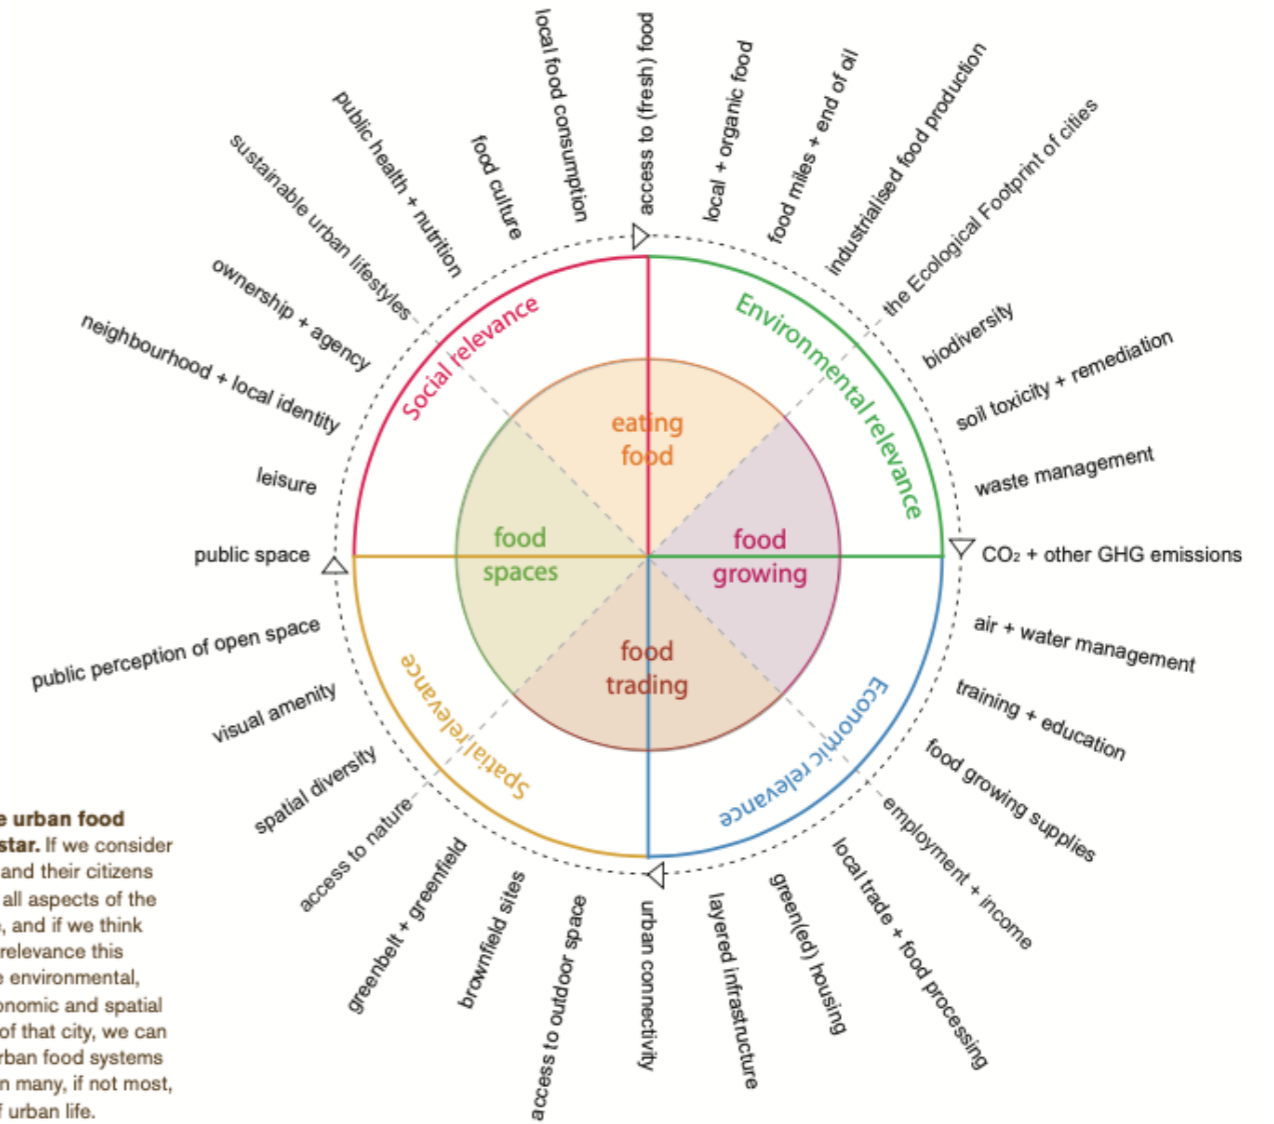 access to (fresh) food
local + organic food
food miles + end of oil
industrialised food production
the Ecological Footprint of cities
biodiversity
soil toxicity + remediation
waste management
CO₂ + other GHG emissions
air + water management
training + education
food growing supplies
employment + income
local trade + food processing
green(ed) housing
layered infrastructure
urban connectivity
access to outdoor space
brownfield sites
greenbelt + greenfield
access to nature
spatial diversity
visual amenity
public perception of open space
public space
leisure
neighbourhood + local identity
ownership + agency
sustainable urban lifestyles
public health + nutrition
food culture
local food consumption
Social relevance
Environmental relevance
Economic relevance
Spatial relevance
eating
food
food
growing
food
trading
food
spaces
urban food
star. If we consider
and their citizens
all aspects of the
, and if we think
relevance this
environmental,
onomic and spatial
of that city, we can
rban food systems
n many, if not most,
f urban life.